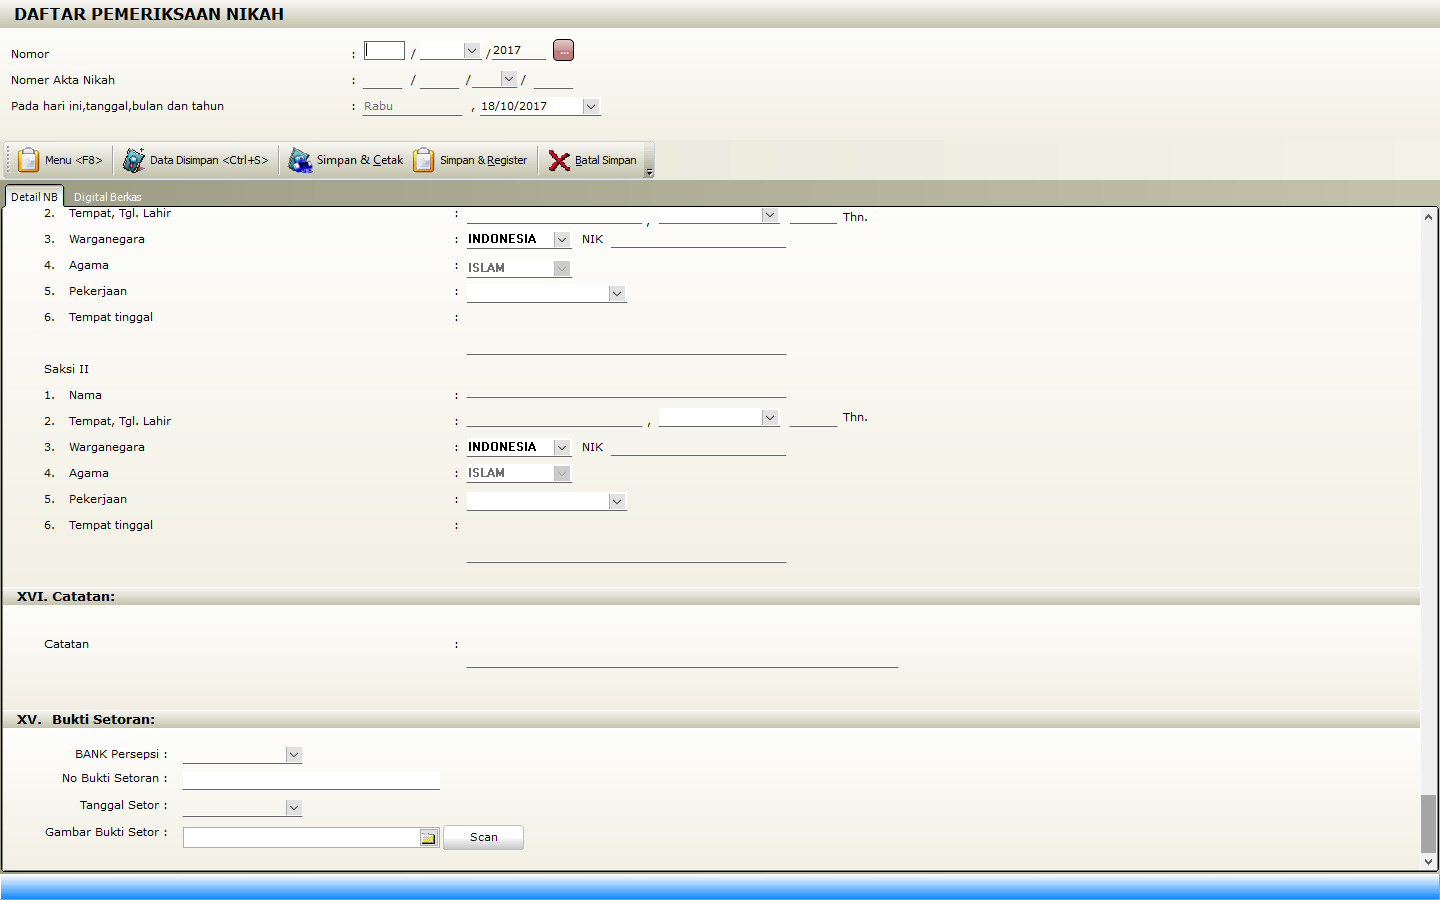 DAFTAR PEMERIKSAAN NIKAH
Nomor : / / 2017 ...
Nomer Akta Nikah : / / /
Pada hari ini,tanggal,bulan dan tahun : Rabu , 18/10/2017
Menu <F8> Data Disimpan <Ctrl+S> Simpan & Cetak Simpan & Register Batal Simpan
Detail NB Digital Berkas
2. Tempat, Tgl. Lahir : , Thn.
3. Warganegara : INDONESIA NIK
4. Agama : ISLAM
5. Pekerjaan :
6. Tempat tinggal :
Saksi II
1. Nama :
2. Tempat, Tgl. Lahir : , Thn.
3. Warganegara : INDONESIA NIK
4. Agama : ISLAM
5. Pekerjaan :
6. Tempat tinggal :
XVI. Catatan:
Catatan :
XV. Bukti Setoran:
BANK Persepsi :
No Bukti Setoran :
Tanggal Setor :
Gambar Bukti Setor : Scan